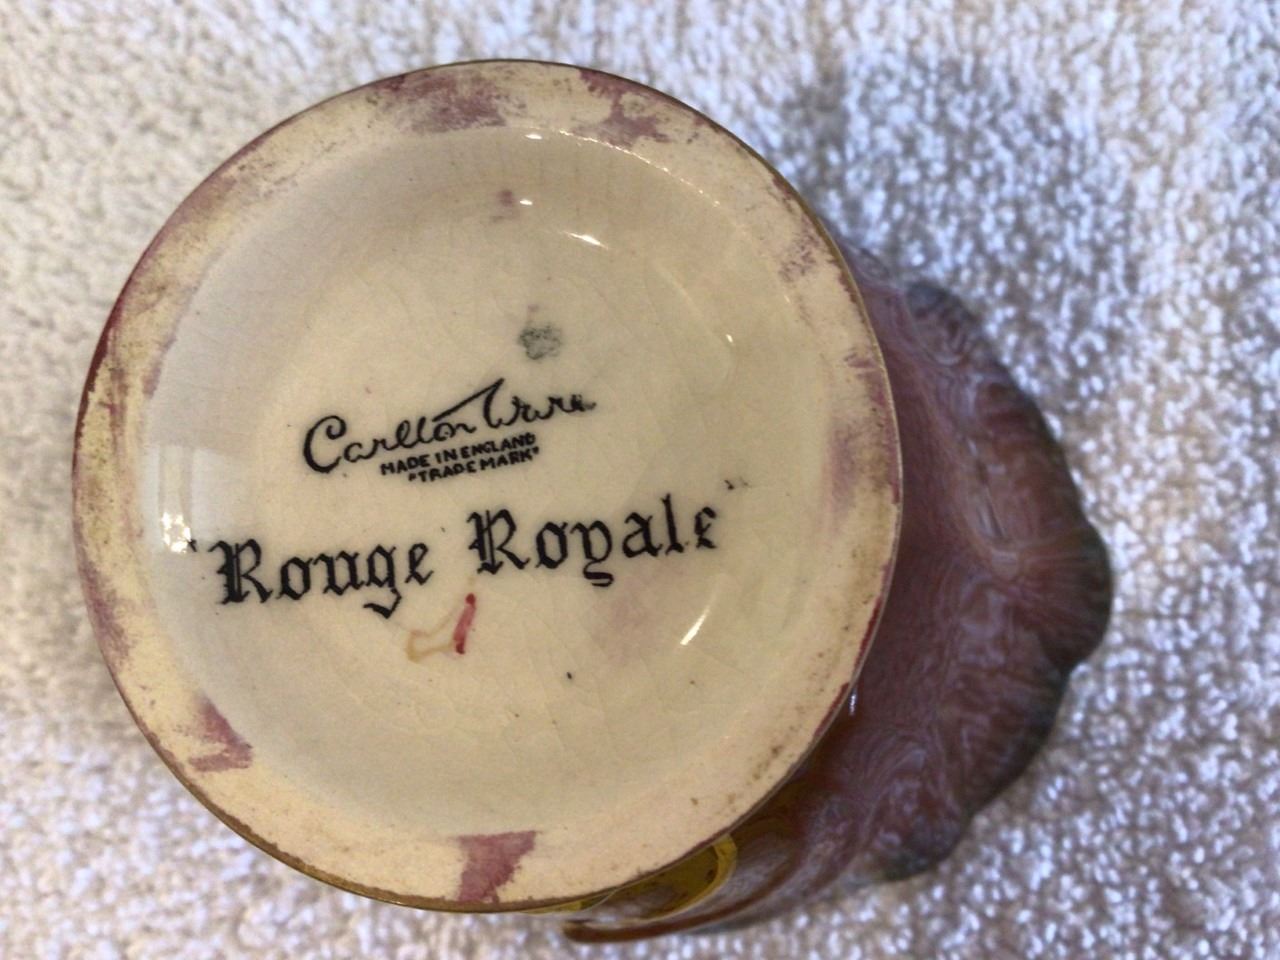 Carlton Ware
MADE IN ENGLAND
"TRADE MARK"
"Rouge Royale"